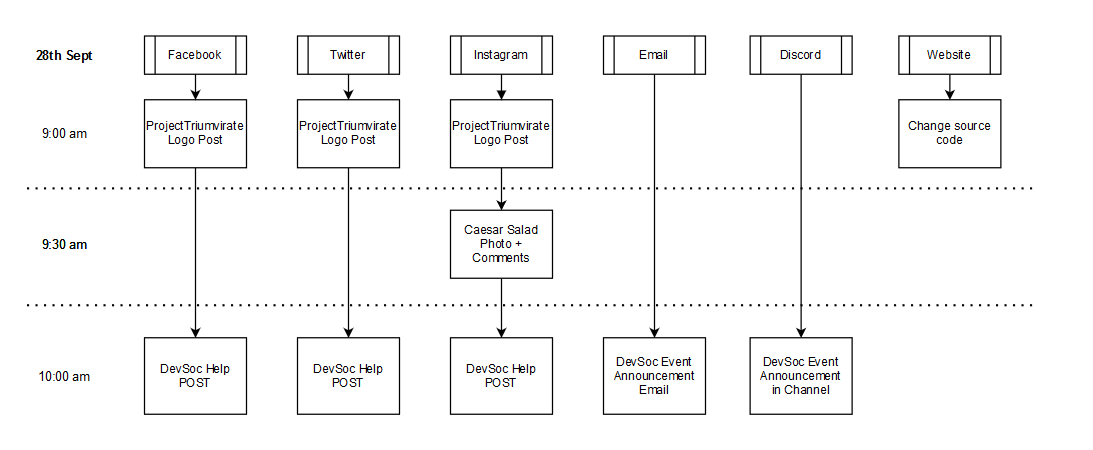 28th Sept
Facebook
Twitter
Instagram
Email
Discord
Website
9:00 am
ProjectTriumvirate
Logo Post
ProjectTriumvirate
Logo Post
ProjectTriumvirate
Logo Post
Change source
code
9:30 am
Caesar Salad
Photo +
Comments
10:00 am
DevSoc Help
POST
DevSoc Help
POST
DevSoc Help
POST
DevSoc Event
Announcement
Email
DevSoc Event
Announcement
in Channel